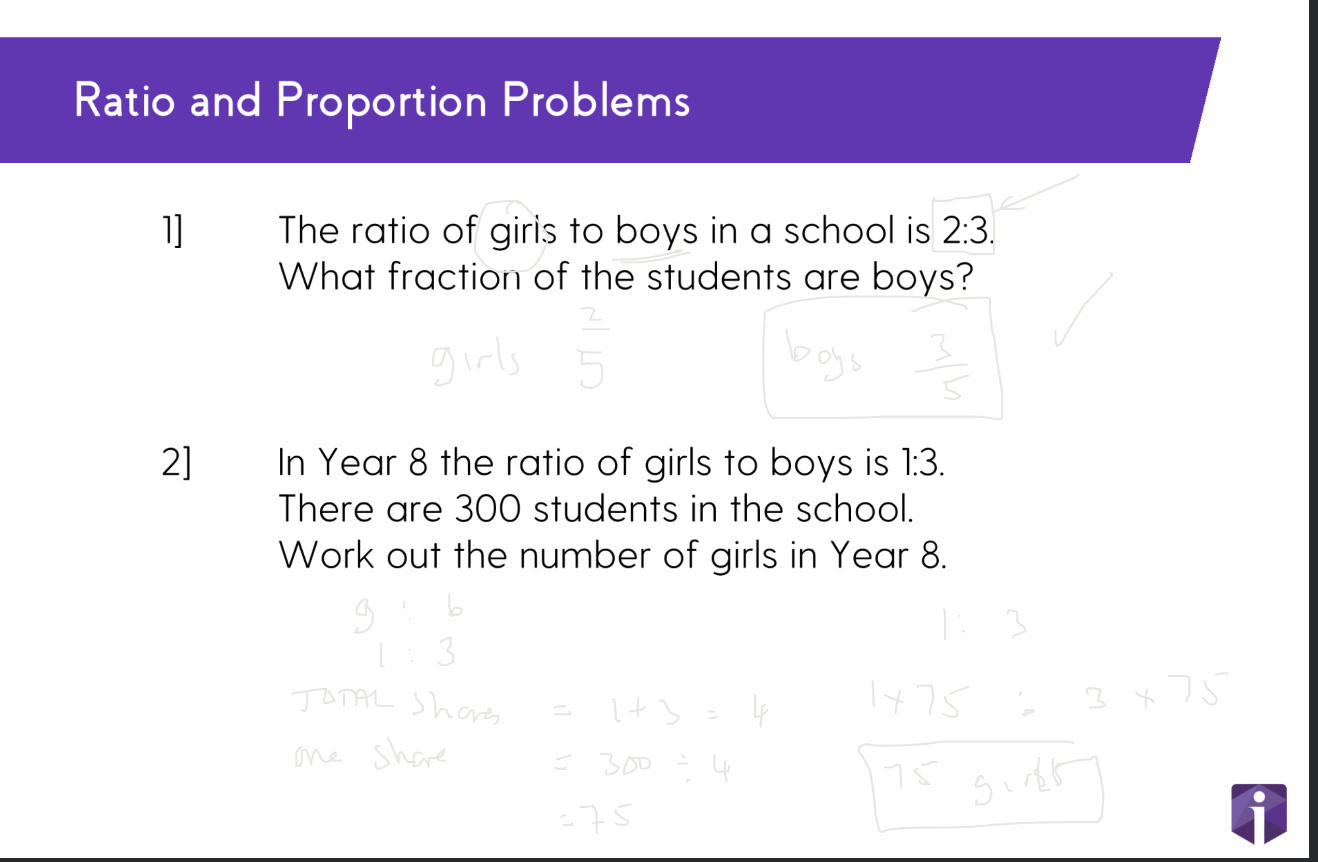 Ratio and Proportion Problems
1] The ratio of girls to boys in a school is 2:3.
What fraction of the students are boys?
girls 2/5 boys 3/5
2] In Year 8 the ratio of girls to boys is 1:3.
There are 300 students in the school.
Work out the number of girls in Year 8.
g : b
1 : 3
TOTAL shares = 1+3 = 4
one share = 300 ÷ 4
=75
1: 3
1×75 : 3 × 75
75 girls